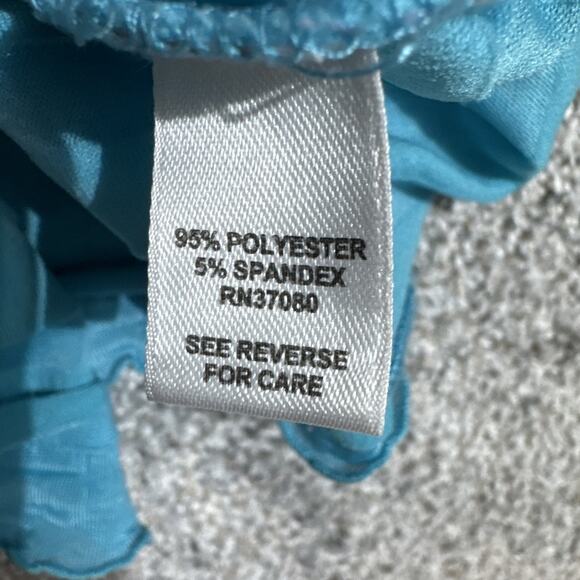 95% POLYESTER
5% SPANDEX
RN37080
SEE REVERSE
FOR CARE